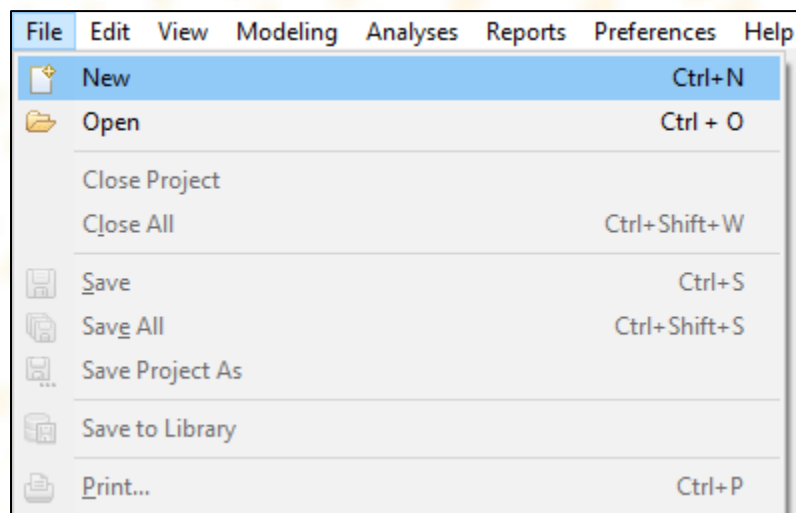 File Edit View Modeling Analyses Reports Preferences Help
New Ctrl+N
Open Ctrl + O
Close Project
Close All Ctrl+Shift+W
Save Ctrl+S
Save All Ctrl+Shift+S
Save Project As
Save to Library
Print... Ctrl+P